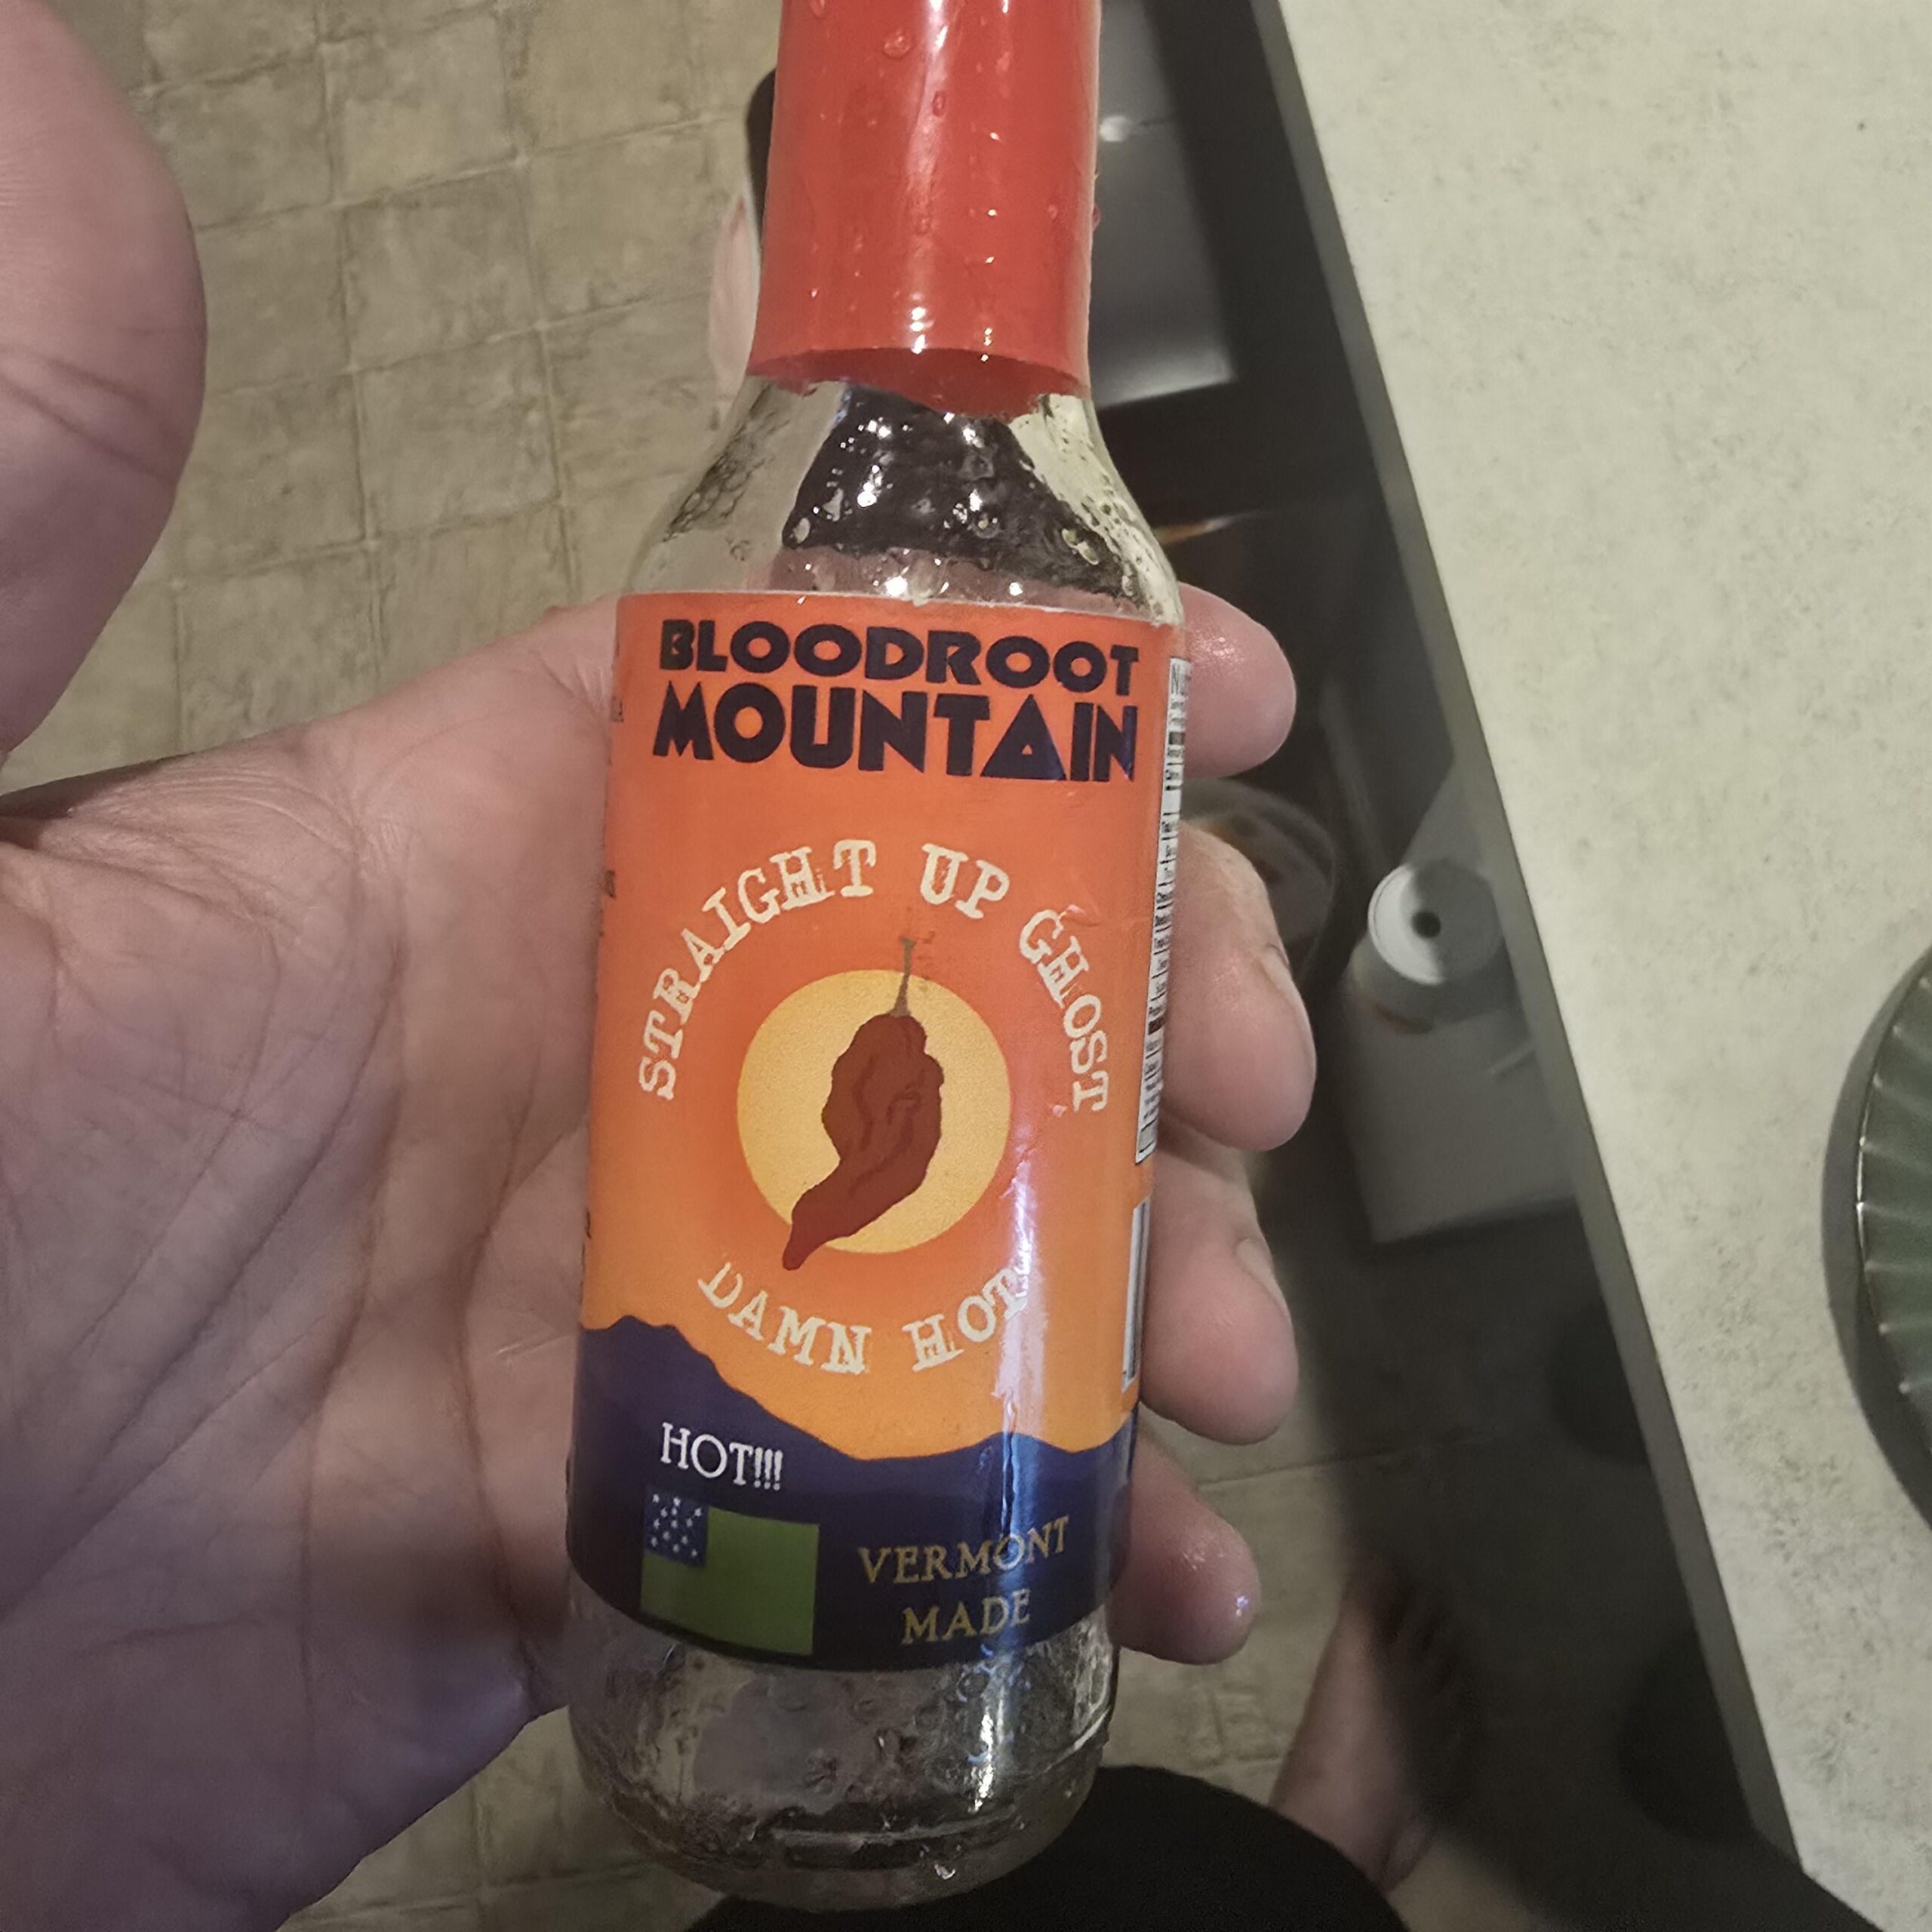 BLOODROOT
MOUNTAIN
STRAIGHT UP GHOST
DAMN HOT
HOT!!!
VERMONT
MADE